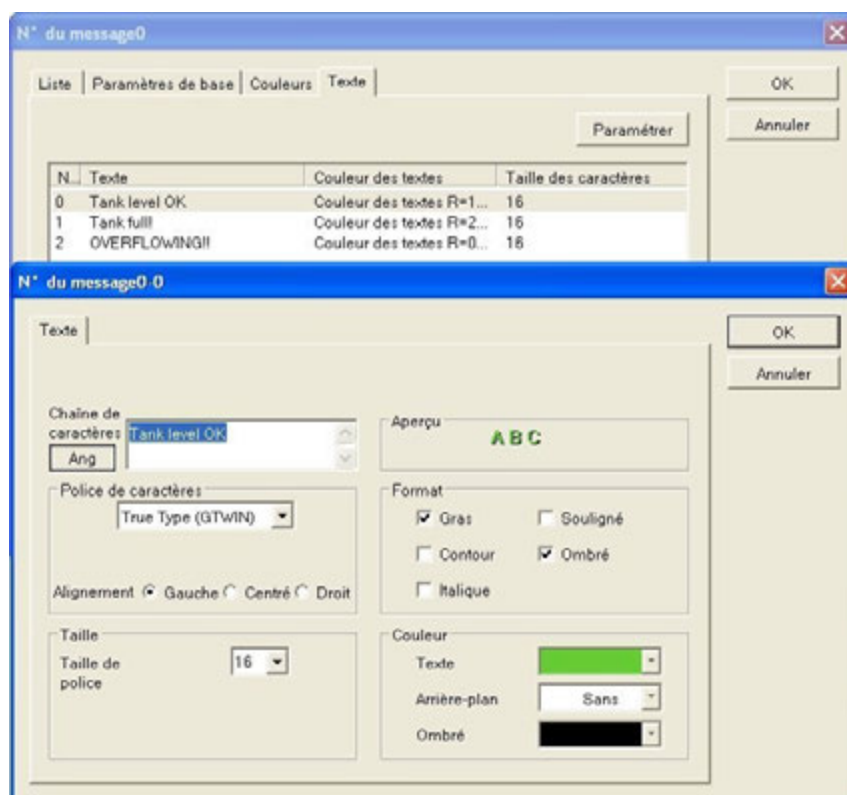 N° du message0
Liste Paramètres de base Couleurs Texte
OK
Annuler
Paramétrer
N... Texte Couleur des textes Taille des caractères
0 Tank level OK Couleur des textes R=1... 16
1 Tank full! Couleur des textes R=2... 16
2 OVERFLOWING!! Couleur des textes R=0... 16
N° du message0-0
Texte
OK
Annuler
Chaîne de caractères
Tank level OK
Ang
Aperçu
ABC
Police de caractères
True Type (GTWIN)
Alignement Gauche Centré Droit
Format
Gras Souligné
Contour Ombré
Italique
Taille
Taille de police
16
Couleur
Texte
Arrière-plan Sans
Ombré